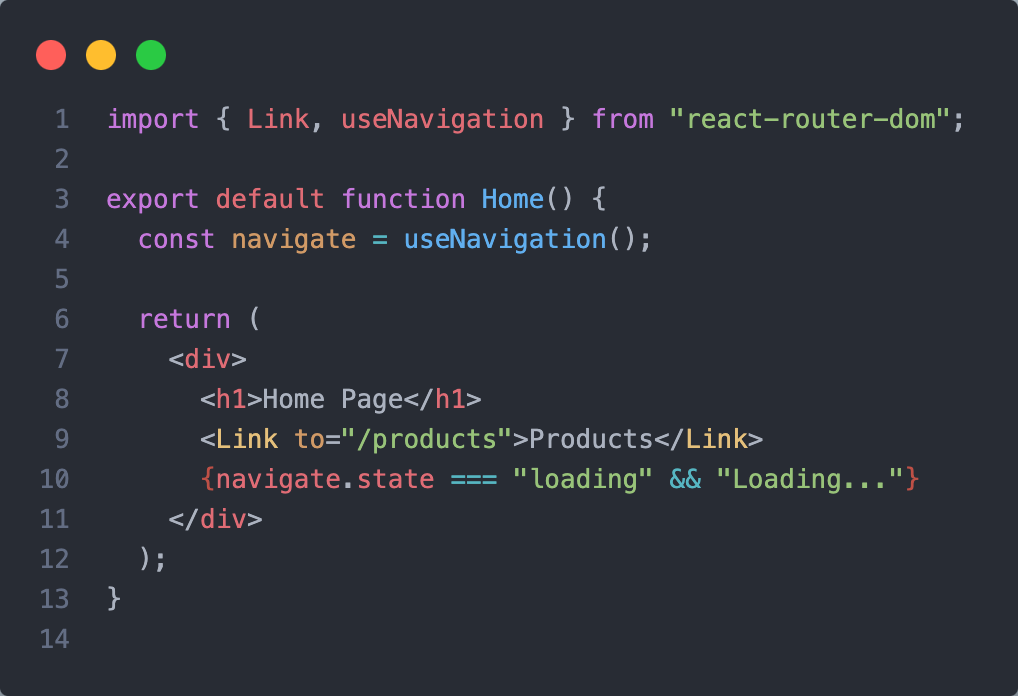 1 import { Link, useNavigation } from "react-router-dom";
2
3 export default function Home() {
4   const navigate = useNavigation();
5
6   return (
7     <div>
8       <h1>Home Page</h1>
9       <Link to="/products">Products</Link>
10       {navigate.state === "loading" && "Loading..."}
11     </div>
12   );
13 }
14